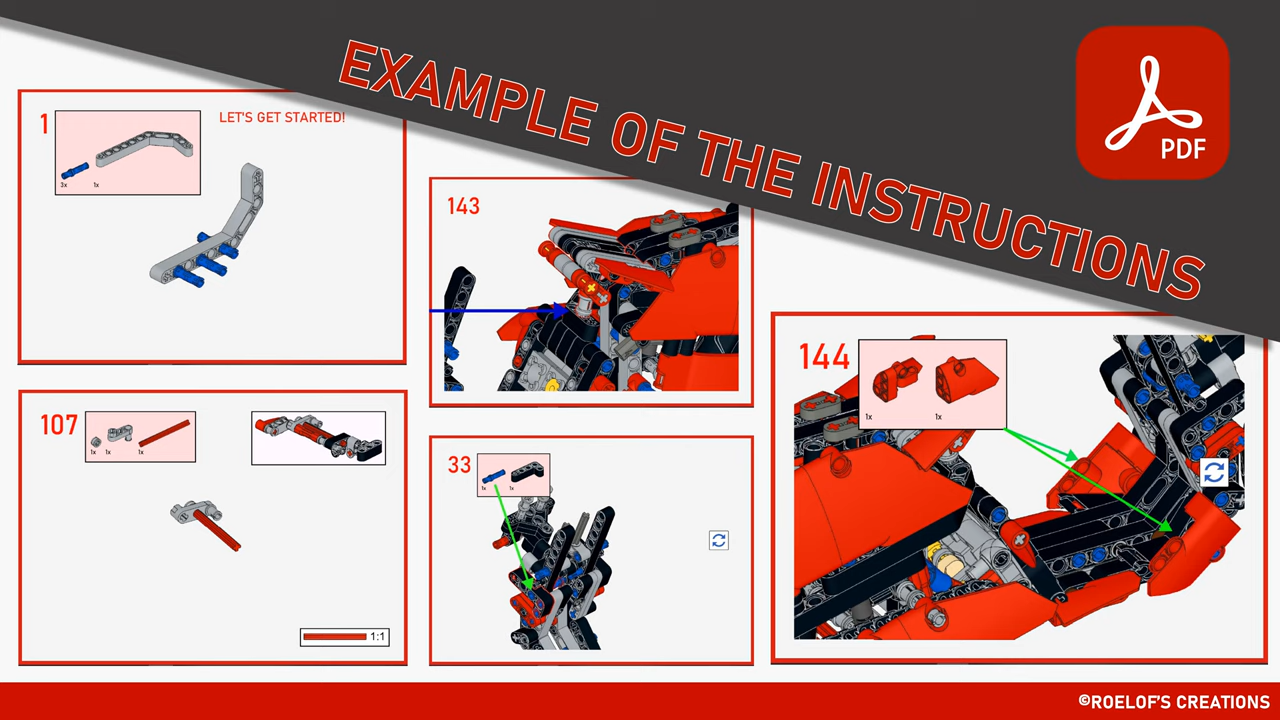 EXAMPLE OF THE INSTRUCTIONS
PDF
1
LET'S GET STARTED!
3x 1x
143
144
1x 1x
107
1x 1x 1x
1:1
33
1x 1x
©ROELOF'S CREATIONS